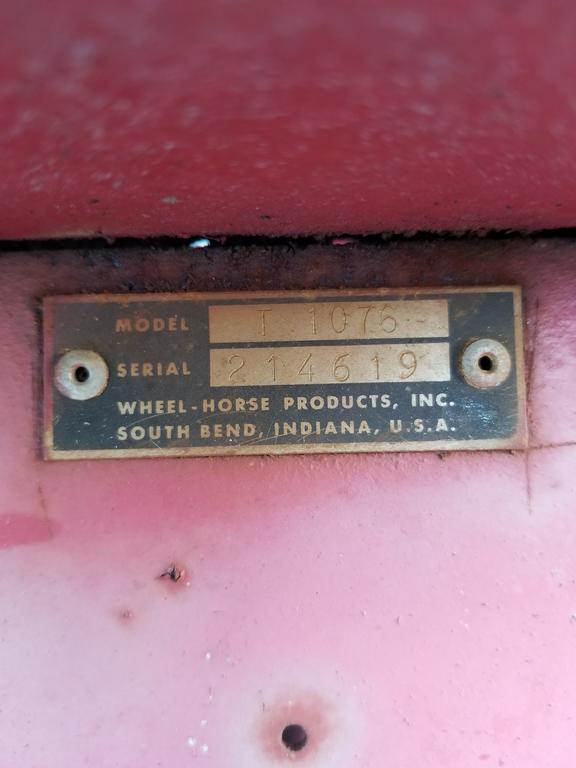 MODEL T 1076
SERIAL 214619
WHEEL-HORSE PRODUCTS, INC.
SOUTH BEND, INDIANA, U.S.A.